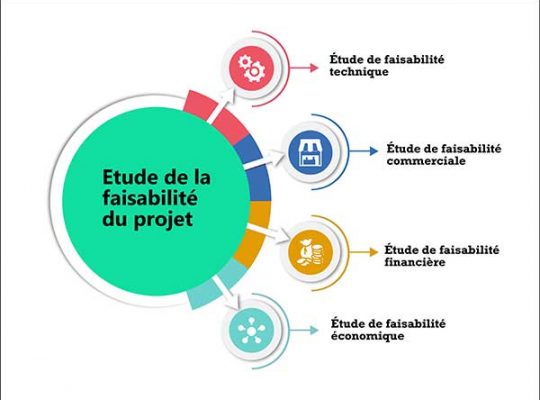 Etude de la
faisabilité
du projet
Étude de faisabilité
technique
Étude de faisabilité
commerciale
Étude de faisabilité
financière
Étude de faisabilité
économique